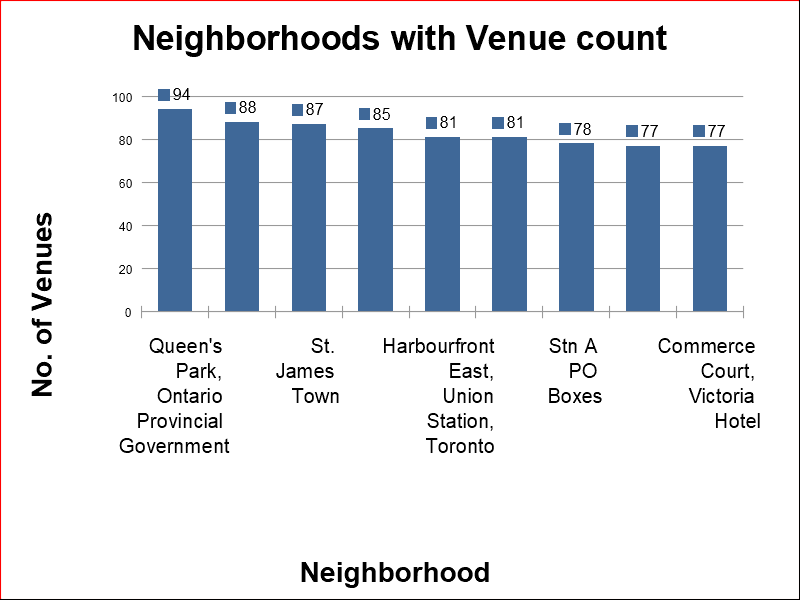 Neighborhoods with Venue count
No. of Venues
100
80
60
40
20
0
94
88
87
85
81
81
78
77
77
Queen's
Park,
Ontario
Provincial
Government
St.
James
Town
Harbourfront
East,
Union
Station,
Toronto
Stn A
PO
Boxes
Commerce
Court,
Victoria
Hotel
Neighborhood